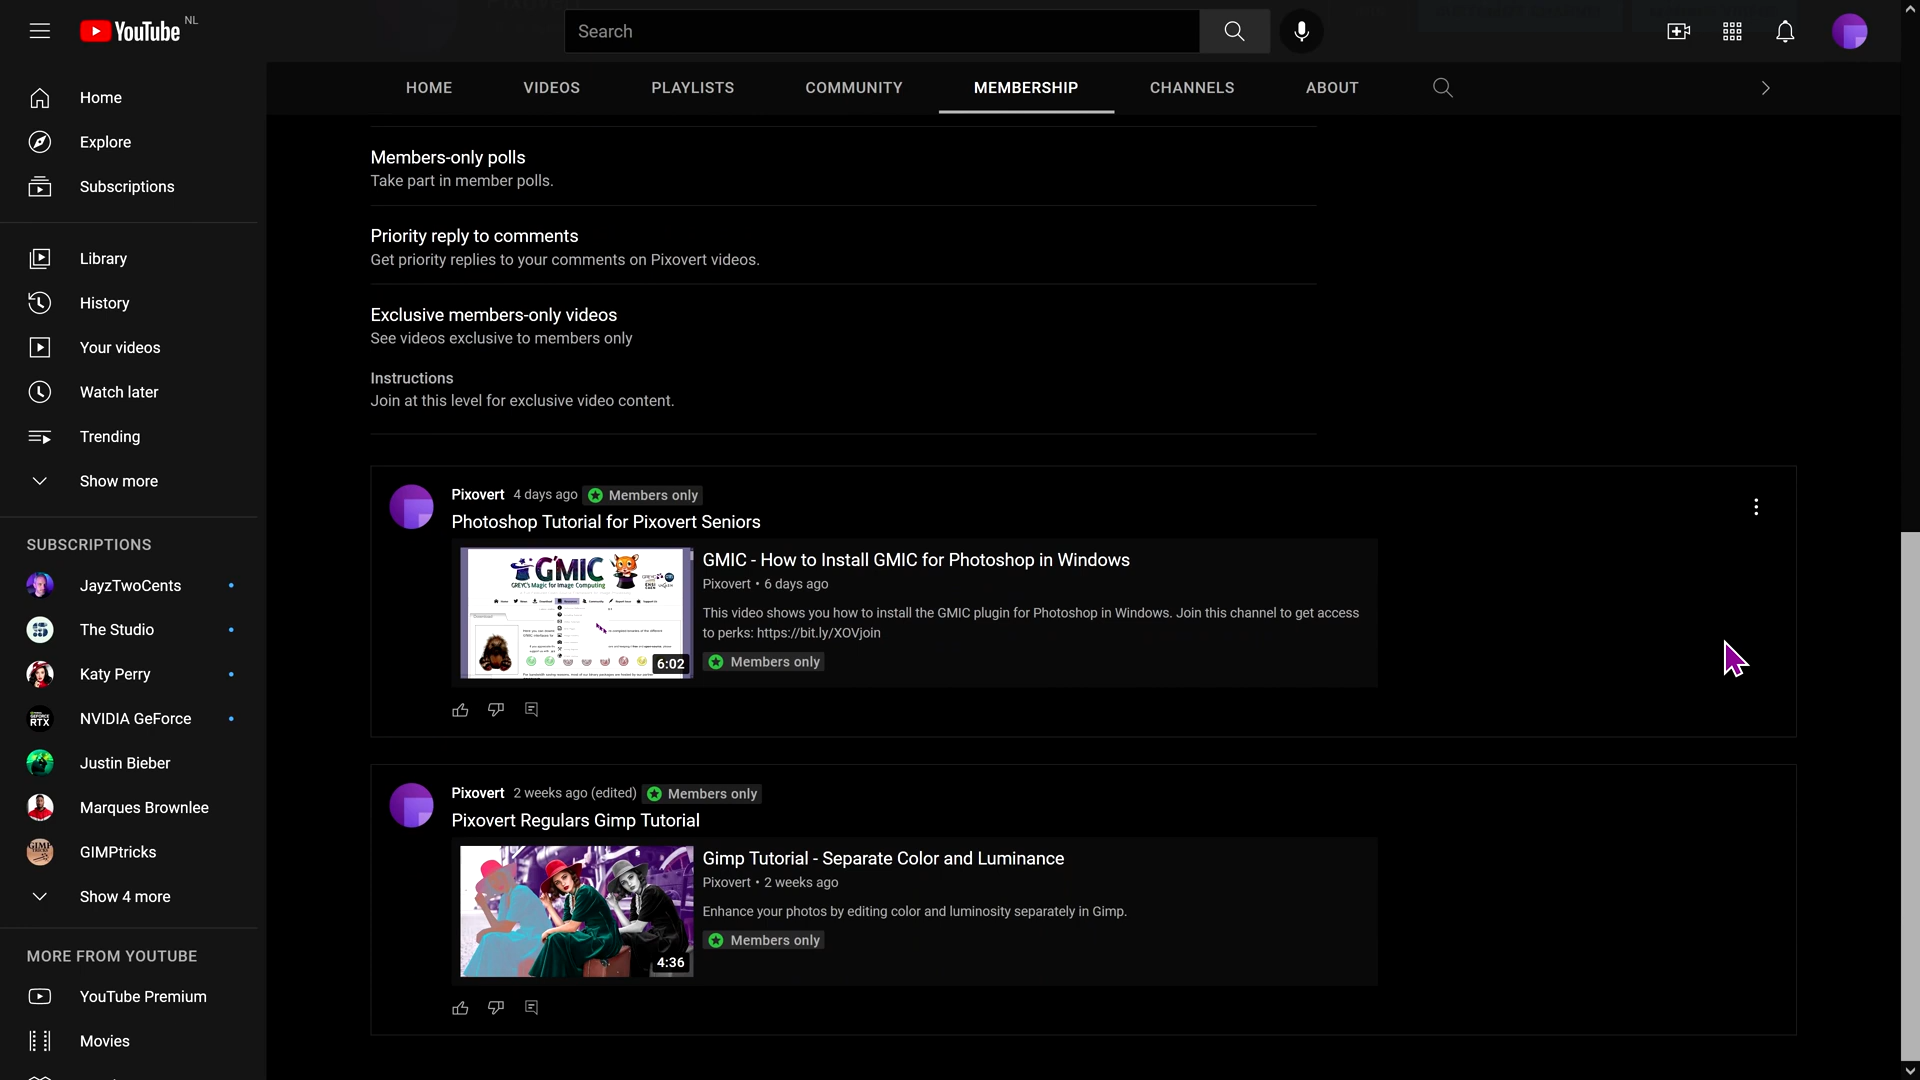 YouTube NL
Search
HOME VIDEOS PLAYLISTS COMMUNITY MEMBERSHIP CHANNELS ABOUT
Home
Explore
Subscriptions
Library
History
Your videos
Watch later
Trending
Show more
SUBSCRIPTIONS
JayzTwoCents
The Studio
Katy Perry
NVIDIA GeForce
Justin Bieber
Marques Brownlee
GIMPtricks
Show 4 more
MORE FROM YOUTUBE
YouTube Premium
Movies
Members-only polls
Take part in member polls.
Priority reply to comments
Get priority replies to your comments on Pixovert videos.
Exclusive members-only videos
See videos exclusive to members only
Instructions
Join at this level for exclusive video content.
Pixovert 4 days ago Members only
Photoshop Tutorial for Pixovert Seniors
G'MIC
GREYC's Magic for Image Computing
6:02
GMIC - How to Install GMIC for Photoshop in Windows
Pixovert • 6 days ago
This video shows you how to install the GMIC plugin for Photoshop in Windows. Join this channel to get access
to perks: https://bit.ly/XOVjoin
Members only
Pixovert 2 weeks ago (edited) Members only
Pixovert Regulars Gimp Tutorial
4:36
Gimp Tutorial - Separate Color and Luminance
Pixovert • 2 weeks ago
Enhance your photos by editing color and luminosity separately in Gimp.
Members only